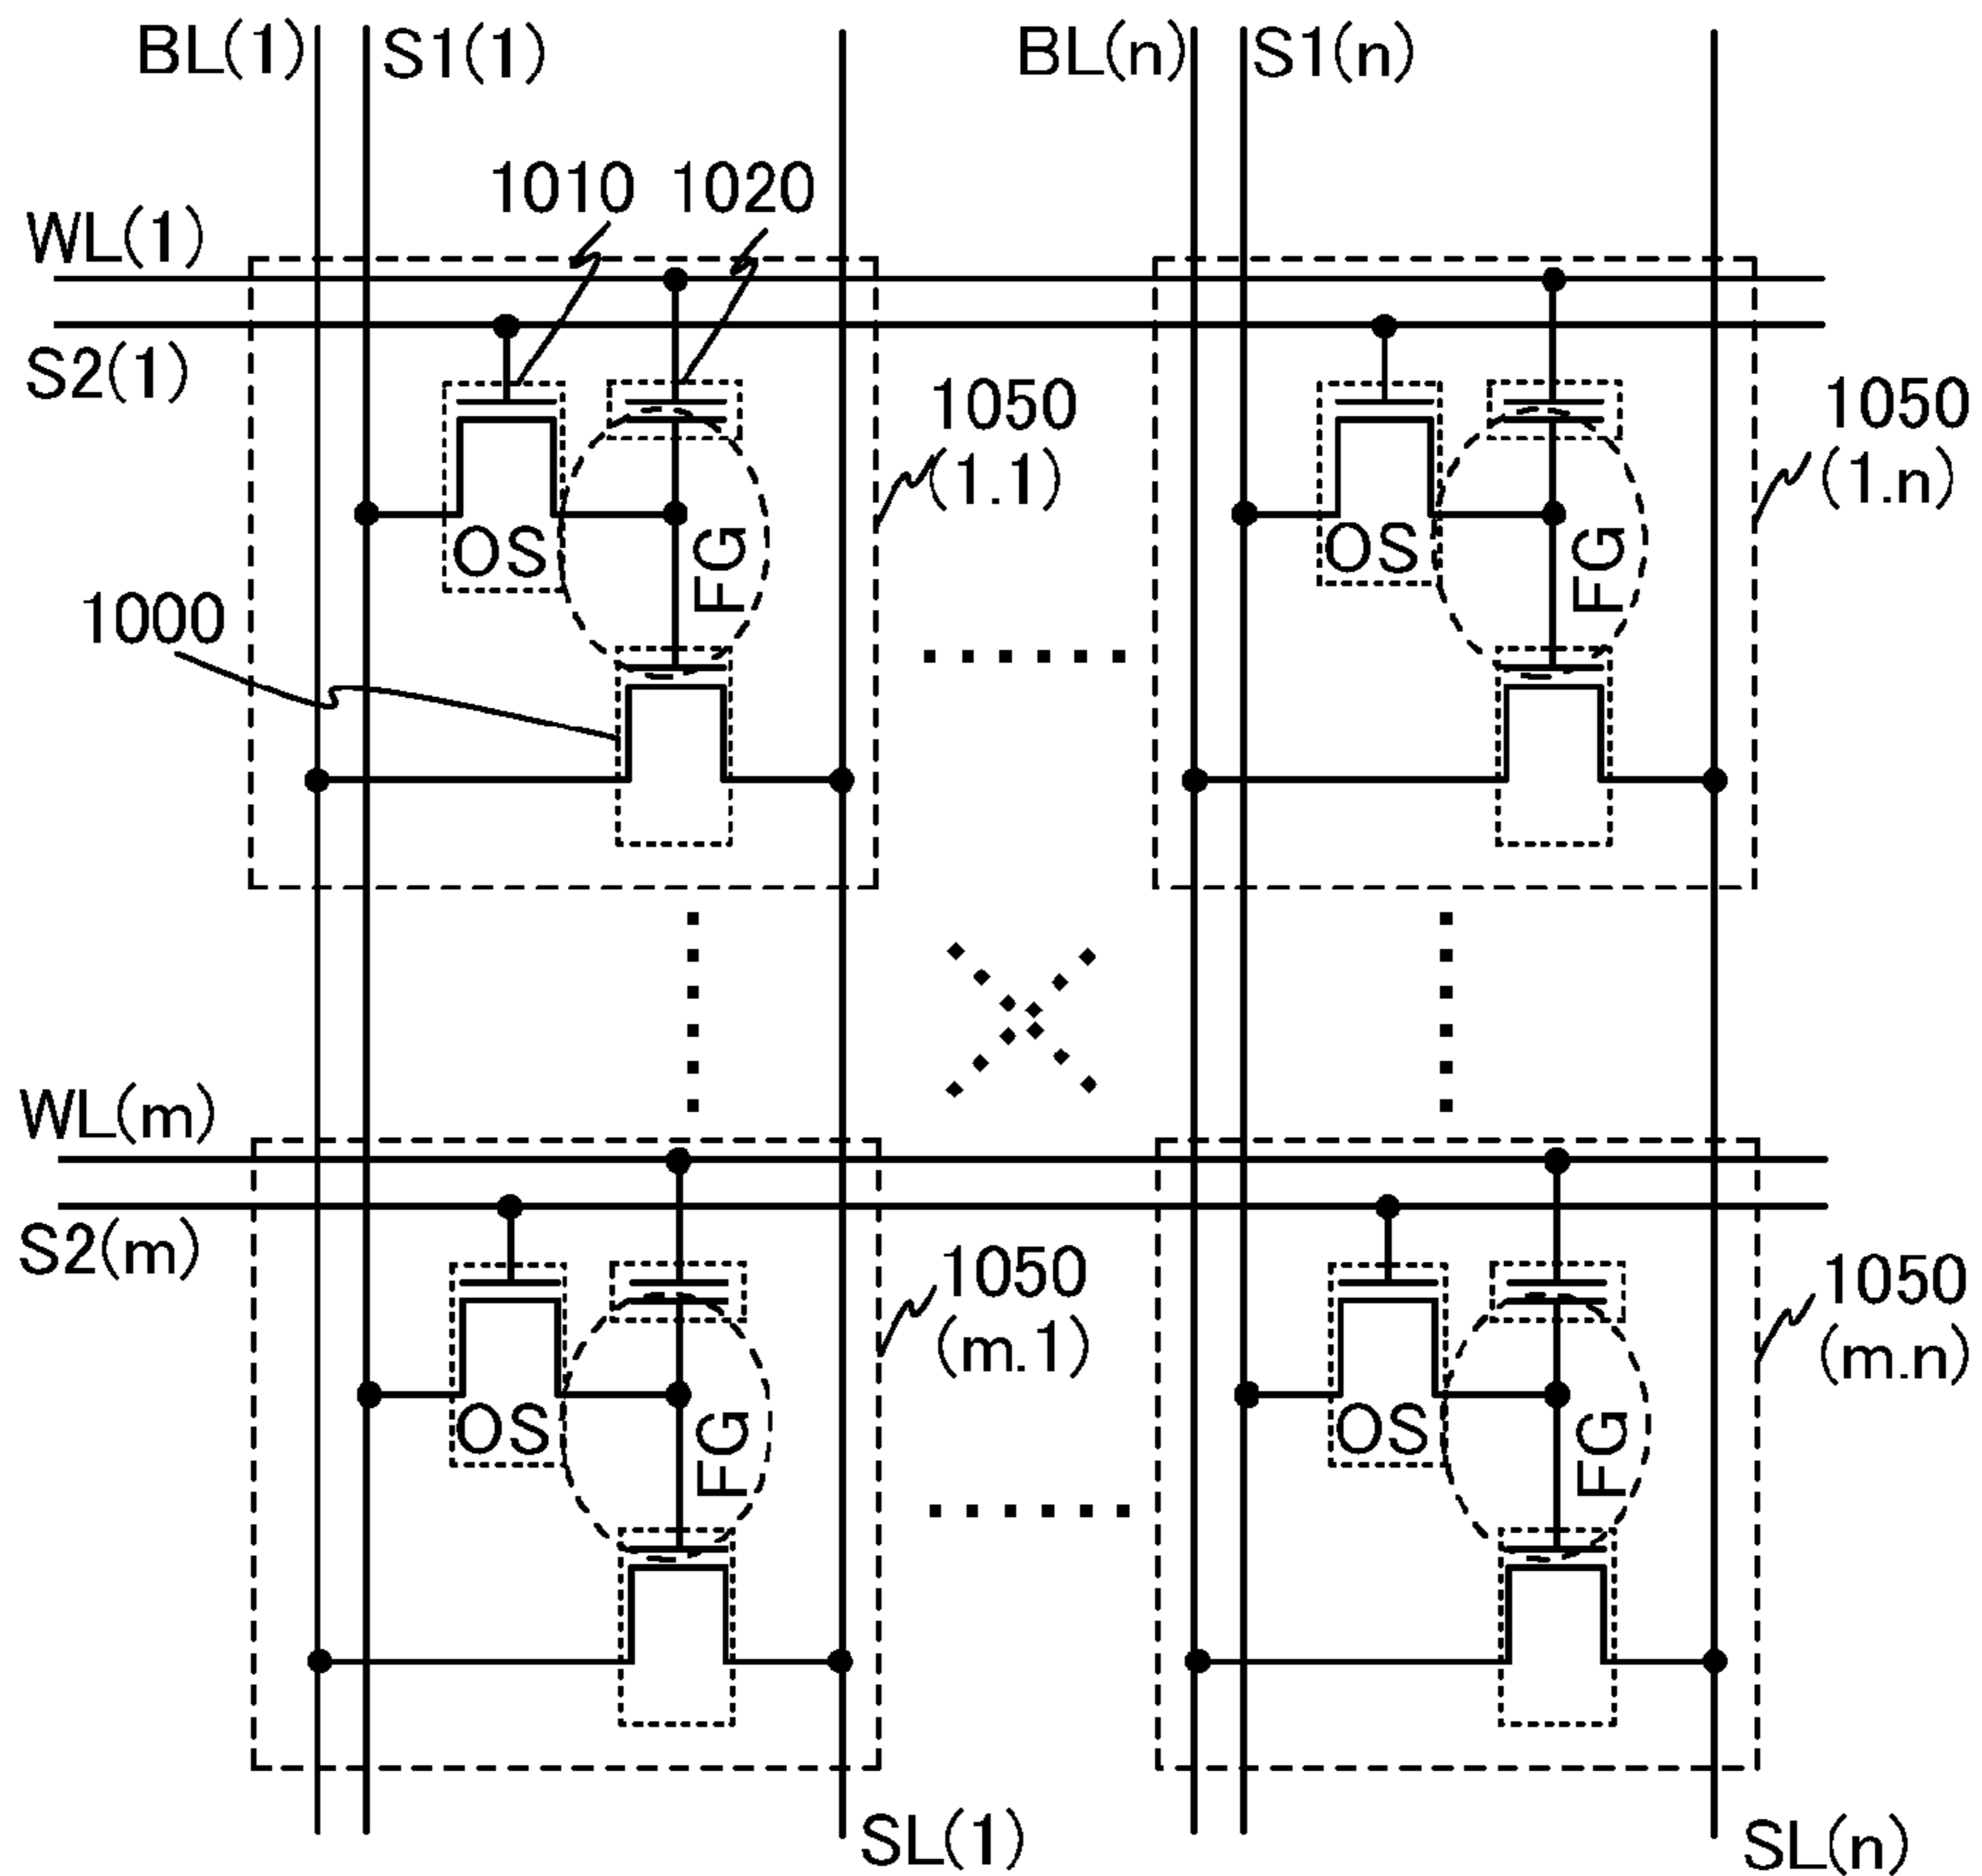 BL(1) S1(1) BL(n) S1(n)
1010 1020
WL(1)
S2(1)
1050
(1.1)
1050
(1.n)
OS FG OS FG
1000
WL(m)
S2(m)
1050
(m.1)
1050
(m.n)
OS FG OS FG
SL(1) SL(n)